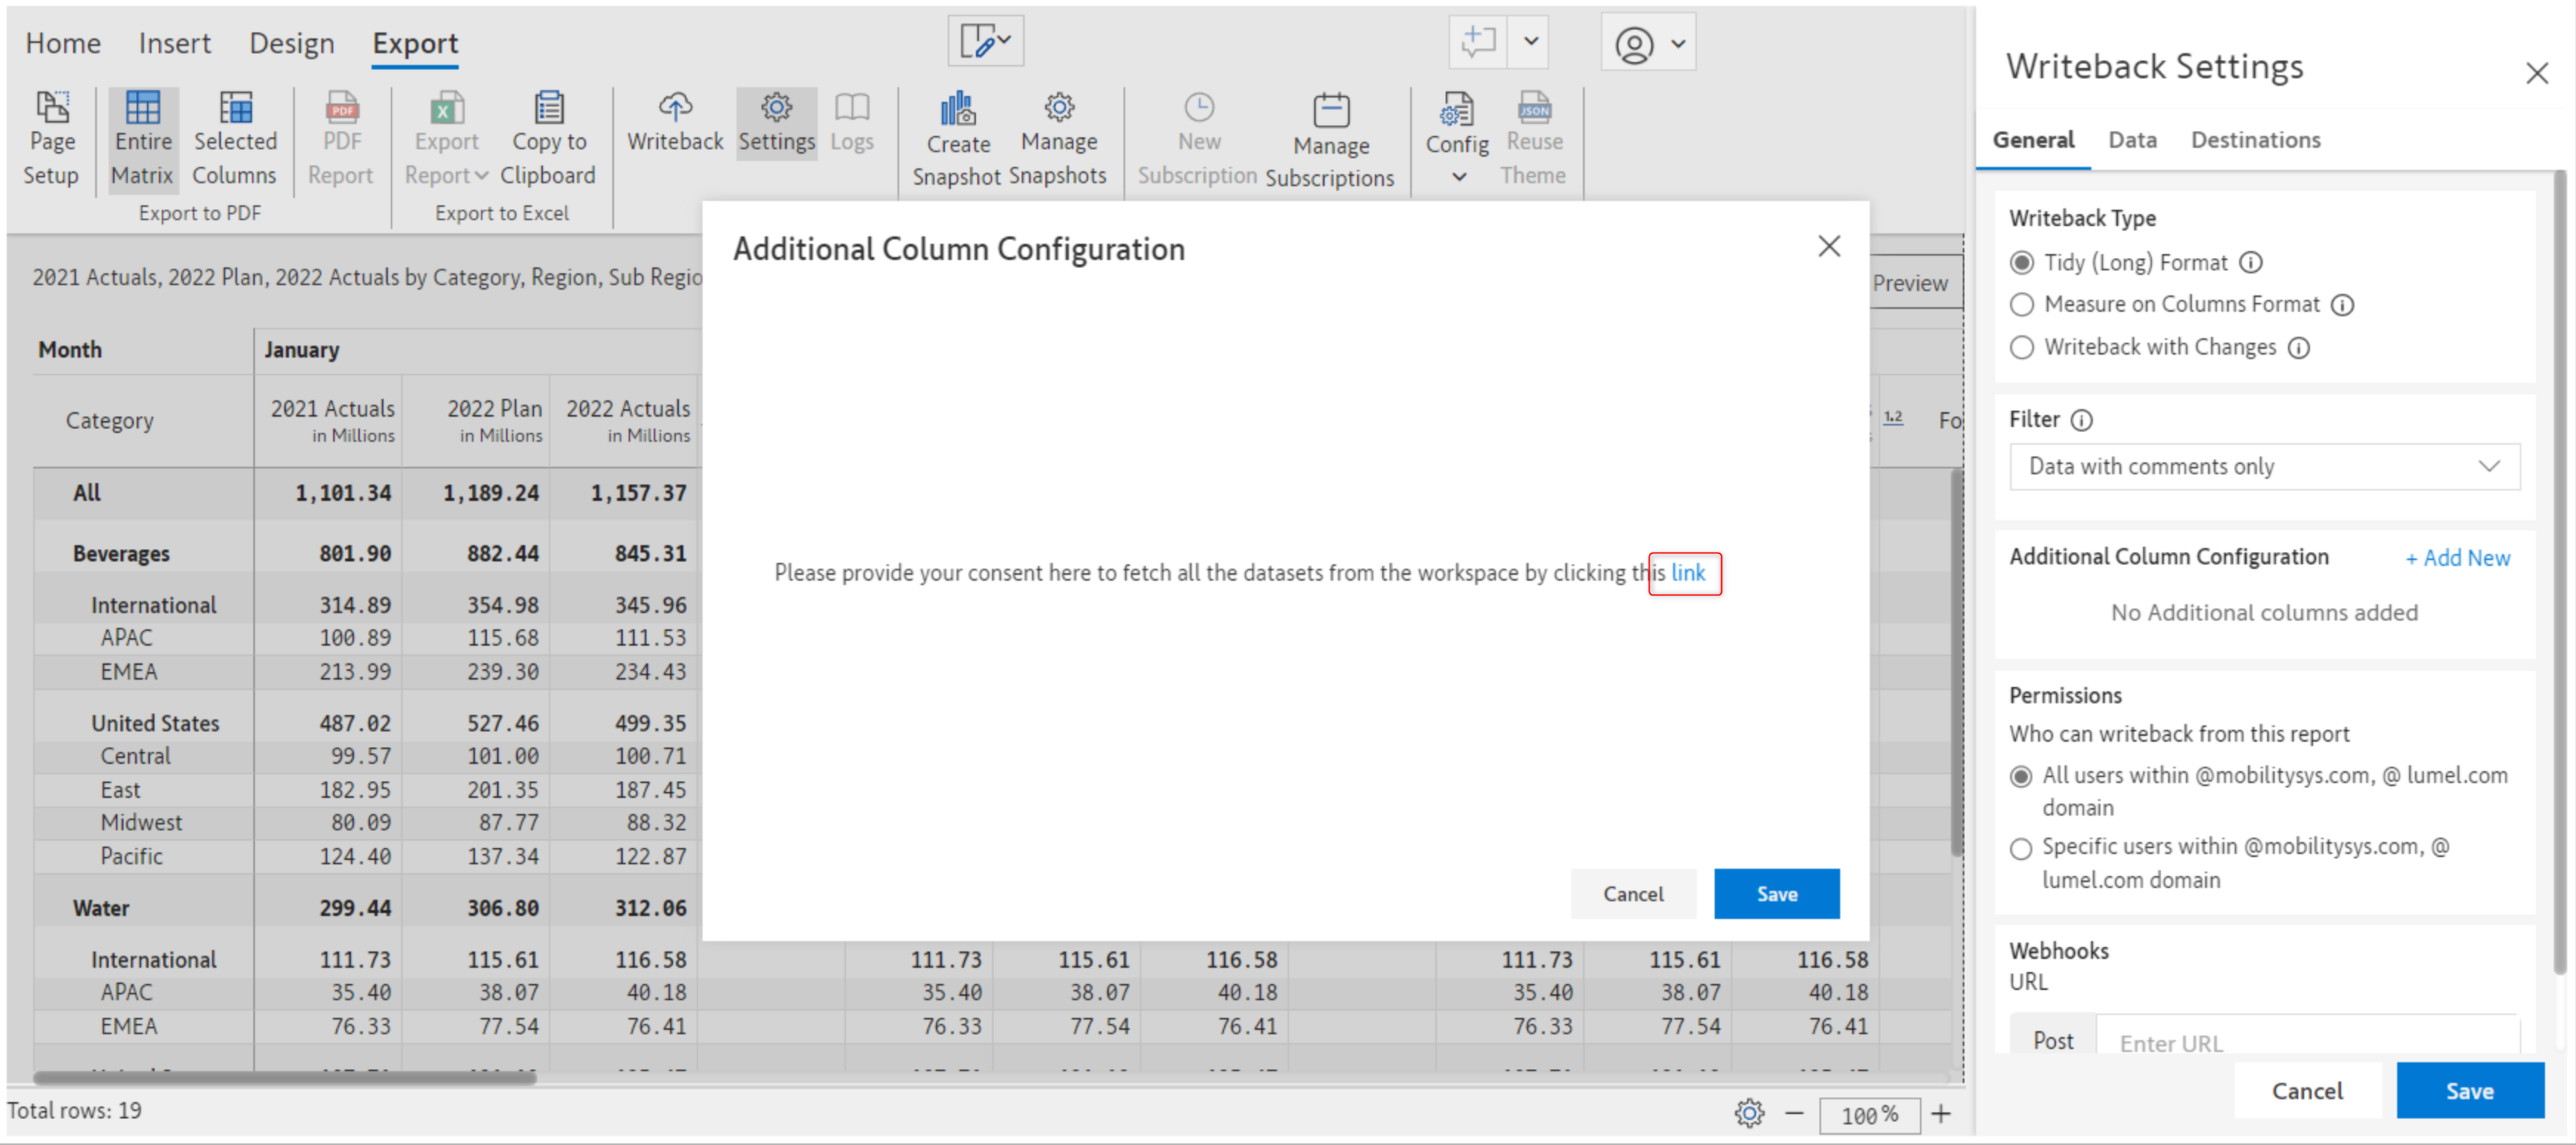 Home Insert Design Export
Page Setup
Entire Matrix
Selected Columns
Export to PDF
PDF Report
Export Report
Copy to Clipboard
Export to Excel
Writeback
Settings
Logs
Create Snapshot
Manage Snapshots
New Subscription
Manage Subscriptions
Config
JSON
Reuse Theme
2021 Actuals, 2022 Plan, 2022 Actuals by Category, Region, Sub Regio
Preview
Month January
Category 2021 Actuals in Millions 2022 Plan in Millions 2022 Actuals in Millions 1.2 Fo
All 1,101.34 1,189.24 1,157.37
Beverages 801.90 882.44 845.31
International 314.89 354.98 345.96
APAC 100.89 115.68 111.53
EMEA 213.99 239.30 234.43
United States 487.02 527.46 499.35
Central 99.57 101.00 100.71
East 182.95 201.35 187.45
Midwest 80.09 87.77 88.32
Pacific 124.40 137.34 122.87
Water 299.44 306.80 312.06
International 111.73 115.61 116.58 111.73 115.61 116.58 111.73 115.61 116.58
APAC 35.40 38.07 40.18 35.40 38.07 40.18 35.40 38.07 40.18
EMEA 76.33 77.54 76.41 76.33 77.54 76.41 76.33 77.54 76.41
Total rows: 19
100%
Additional Column Configuration
Please provide your consent here to fetch all the datasets from the workspace by clicking this link
Cancel Save
Writeback Settings
General Data Destinations
Writeback Type
Tidy (Long) Format
Measure on Columns Format
Writeback with Changes
Filter
Data with comments only
Additional Column Configuration + Add New
No Additional columns added
Permissions
Who can writeback from this report
All users within @mobilitysys.com, @ lumel.com
domain
Specific users within @mobilitysys.com, @
lumel.com domain
Webhooks
URL
Post Enter URL
Cancel Save